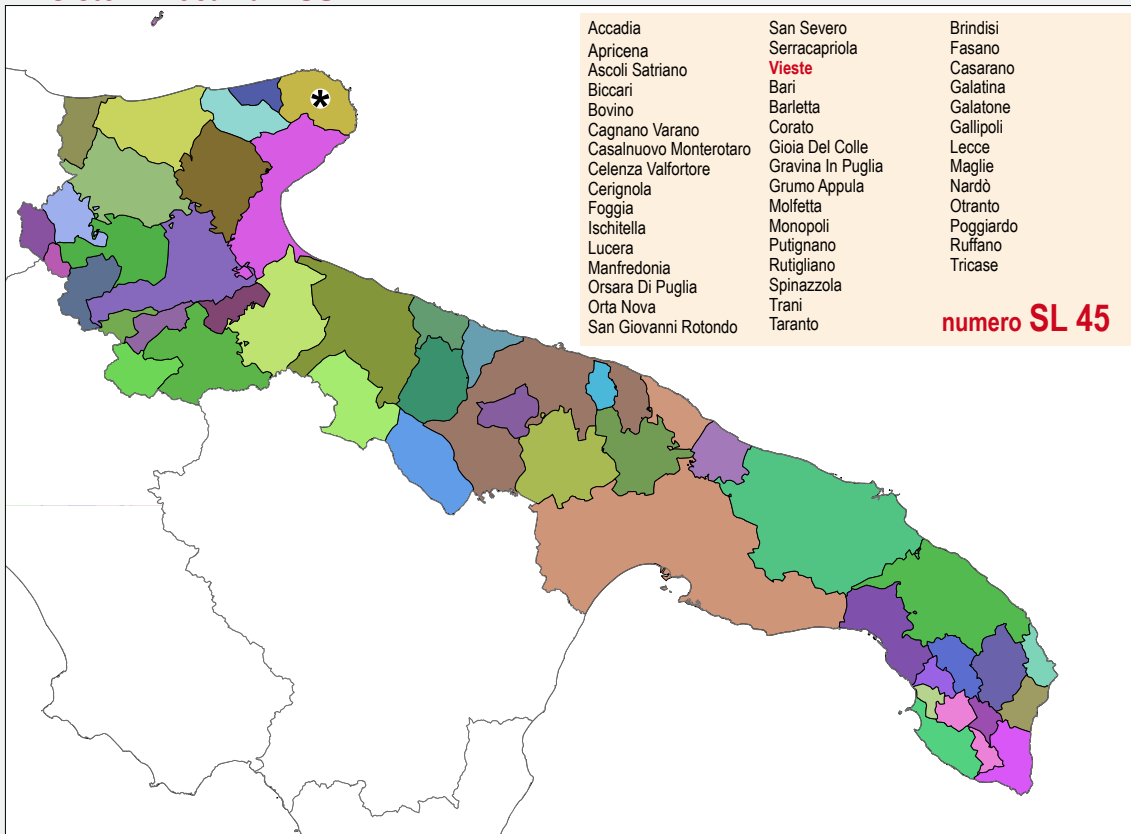 Accadia
Apricena
Ascoli Satriano
Biccari
Bovino
Cagnano Varano
Casalnuovo Monterotaro
Celenza Valfortore
Cerignola
Foggia
Ischitella
Lucera
Manfredonia
Orsara Di Puglia
Orta Nova
San Giovanni Rotondo
San Severo
Serracapriola
Vieste
Bari
Barletta
Corato
Gioia Del Colle
Gravina In Puglia
Grumo Appula
Molfetta
Monopoli
Putignano
Rutigliano
Spinazzola
Trani
Taranto
Brindisi
Fasano
Casarano
Galatina
Galatone
Gallipoli
Lecce
Maglie
Nardò
Otranto
Poggiardo
Ruffano
Tricase
numero SL 45
*